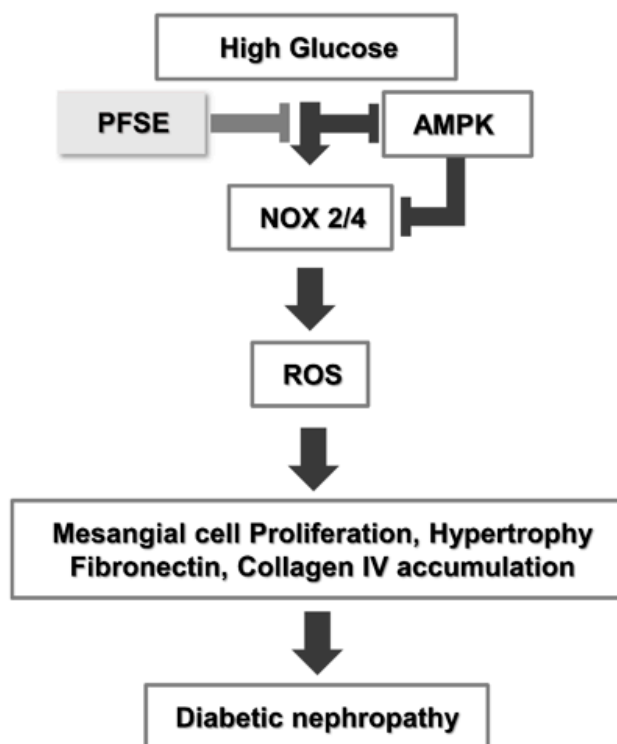 High Glucose
PFSE
AMPK
NOX 2/4
ROS
Mesangial cell Proliferation, Hypertrophy
Fibronectin, Collagen IV accumulation
Diabetic nephropathy